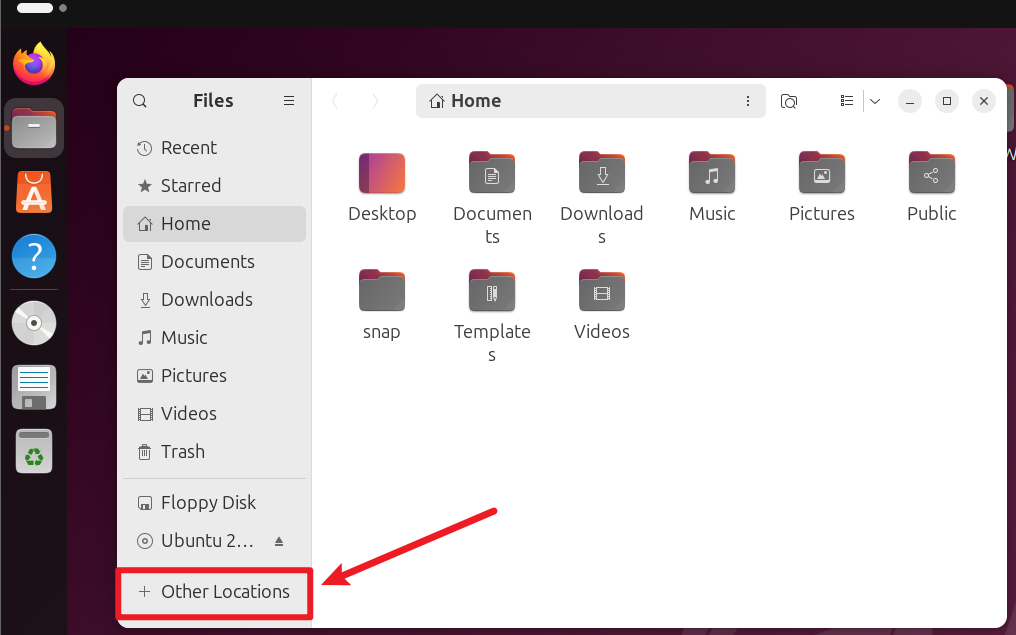 Files
Home
Recent
Starred
Home
Documents
Downloads
Music
Pictures
Videos
Trash
Floppy Disk
Ubuntu 2...
Other Locations
Desktop
Documen
ts
Download
s
Music
Pictures
Public
snap
Template
s
Videos